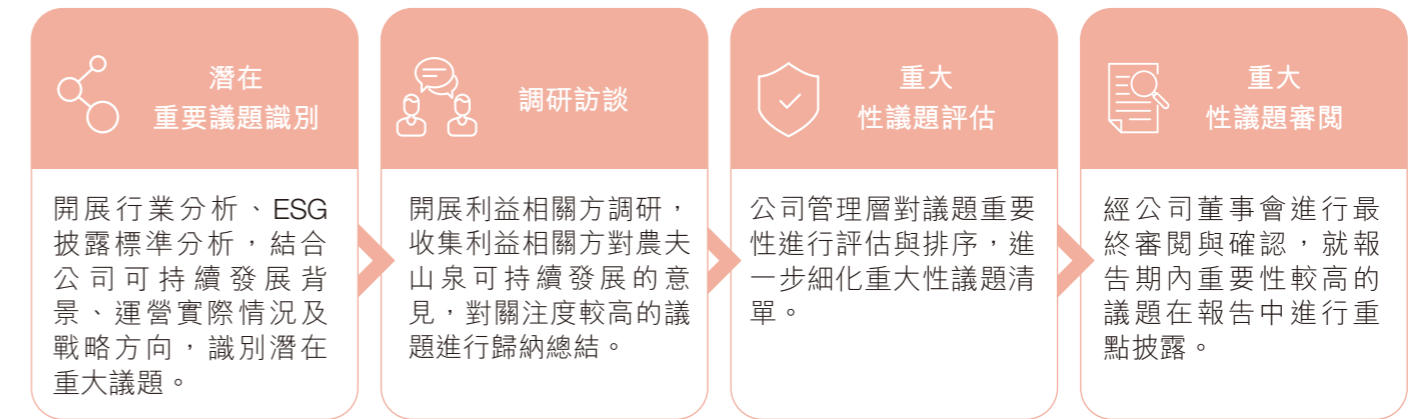 潛在
重要議題識別
開展行業分析、ESG
披露標準分析，結合
公司可持續發展背
景、運營實際情況及
戰略方向，識別潛在
重大議題。
調研訪談
開展利益相關方調研，
收集利益相關方對農夫
山泉可持續發展的意
見，對關注度較高的議
題進行歸納總結。
重大
性議題評估
公司管理層對議題重要
性進行評估與排序，進
一步細化重大性議題清
單。
重大
性議題審閱
經公司董事會進行最
終審閱與確認，就報
告期內重要性較高的
議題在報告中進行重
點披露。